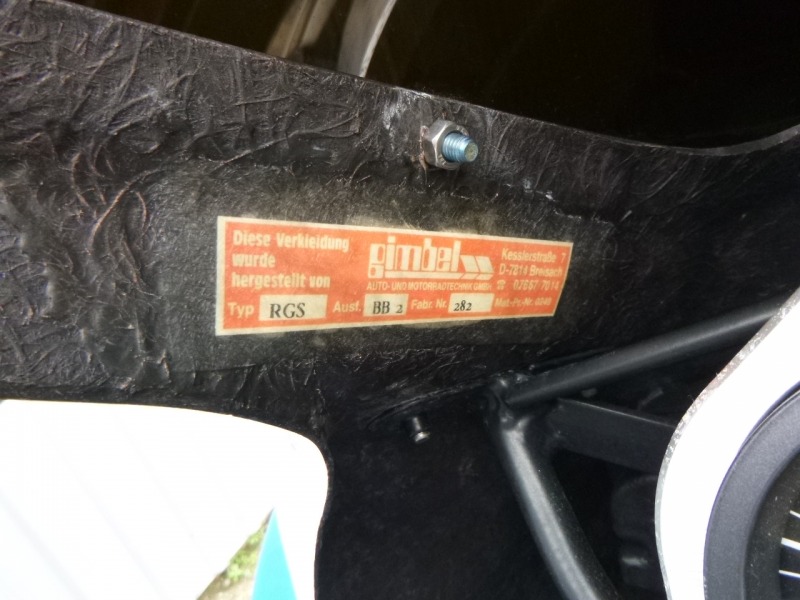 Diese Verkleidung
wurde
hergestellt von
gimbel
AUTO- UND MOTORRADTECHNIK GMBH
Kesslerstraße 7
D-7814 Breisach
☎ 07667-7014
Typ RGS Ausf. BB 2 Fabr. Nr. 282